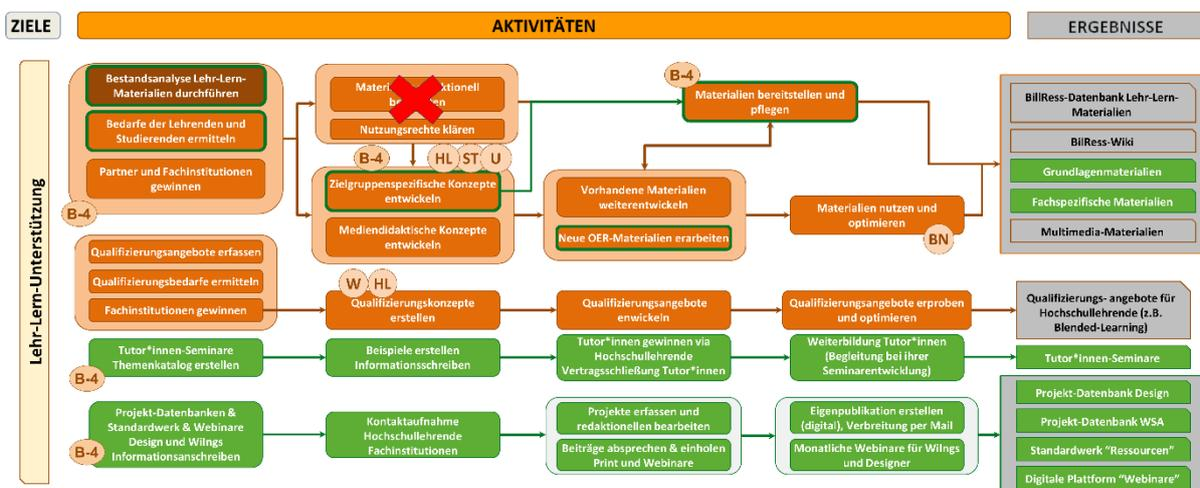 ZIELE
AKTIVITÄTEN
ERGEBNISSE
Lehr-Lern-Unterstützung
Bestandsanalyse Lehr-Lern-
Materialien durchführen
Bedarfe der Lehrenden und
Studierenden ermitteln
Partner und Fachinstitutionen
gewinnen
B-4
Nutzungsrechte klären
B-4
HL
ST
U
Zielgruppenspezifische Konzepte
entwickeln
Mediendidaktische Konzepte
entwickeln
B-4
Materialien bereitstellen und
pflegen
Vorhandene Materialien
weiterentwickeln
Neue OER-Materialien erarbeiten
Materialien nutzen und
optimieren
BN
BilRess-Datenbank Lehr-Lern-
Materialien
BilRess-Wiki
Grundlagenmaterialien
Fachspezifische Materialien
Multimedia-Materialien
Qualifizierungsangebote erfassen
Qualifizierungsbedarfe ermitteln
Fachinstitutionen gewinnen
W
HL
Qualifizierungskonzepte
erstellen
Qualifizierungsangebote
enwickeln
Qualifizierungsangebote erproben
und optimieren
Qualifizierungs- angebote für
Hochschullehrende (z.B.
Blended-Learning)
Tutor*innen-Seminare
Themenkatalog erstellen
B-4
Beispiele erstellen
Informationsschreiben
Tutor*innen gewinnen via
Hochschullehrende
Vertragsschließung Tutor*innen
Weiterbildung Tutor*innen
(Begleitung bei ihrer
Seminarentwicklung)
Tutor*innen-Seminare
Projekt-Datenbanken &
Standardwerk & Webinare
Design und WiIngs
Informationsanschreiben
B-4
Kontaktaufnahme
Hochschullehrende
Fachinstitutionen
Projekte erfassen und
redaktionellen bearbeiten
Beiträge absprechen & einholen
Print und Webinare
Eigenpublikation erstellen
(digital), Verbreitung per Mail
Monatliche Webinare für WiIngs
und Designer
Projekt-Datenbank Design
Projekt-Datenbank WSA
Standardwerk "Ressourcen"
Digitale Plattform "Webinare"